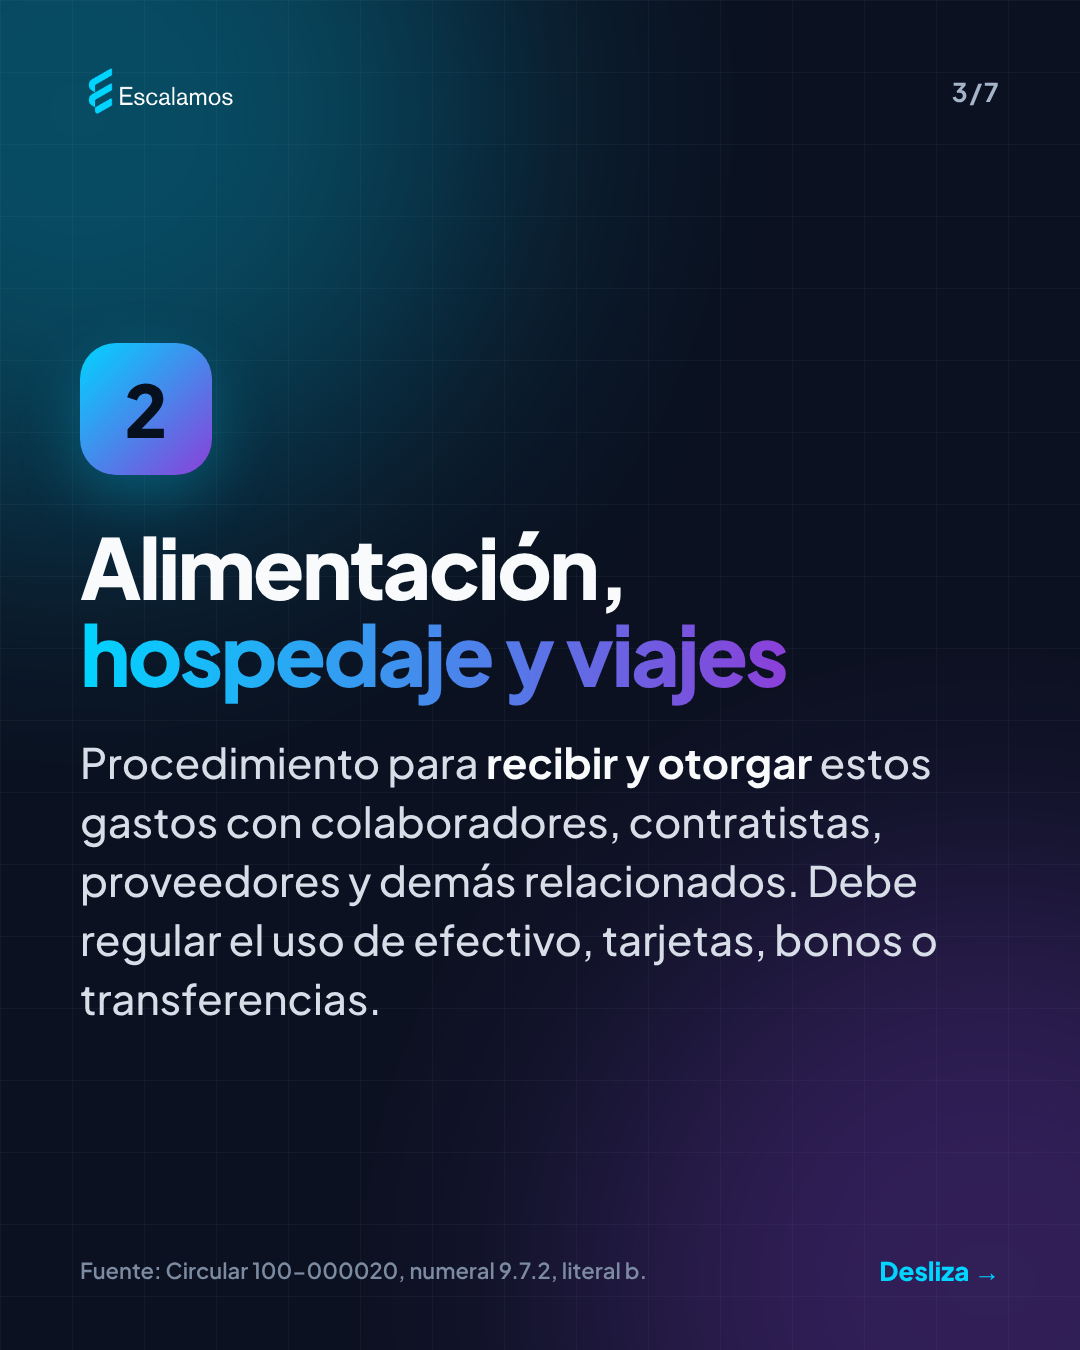 Escalamos
3/7
2
Alimentación,
hospedaje y viajes
Procedimiento para recibir y otorgar estos
gastos con colaboradores, contratistas,
proveedores y demás relacionados. Debe
regular el uso de efectivo, tarjetas, bonos o
transferencias.
Fuente: Circular 100-000020, numeral 9.7.2, literal b.
Desliza →